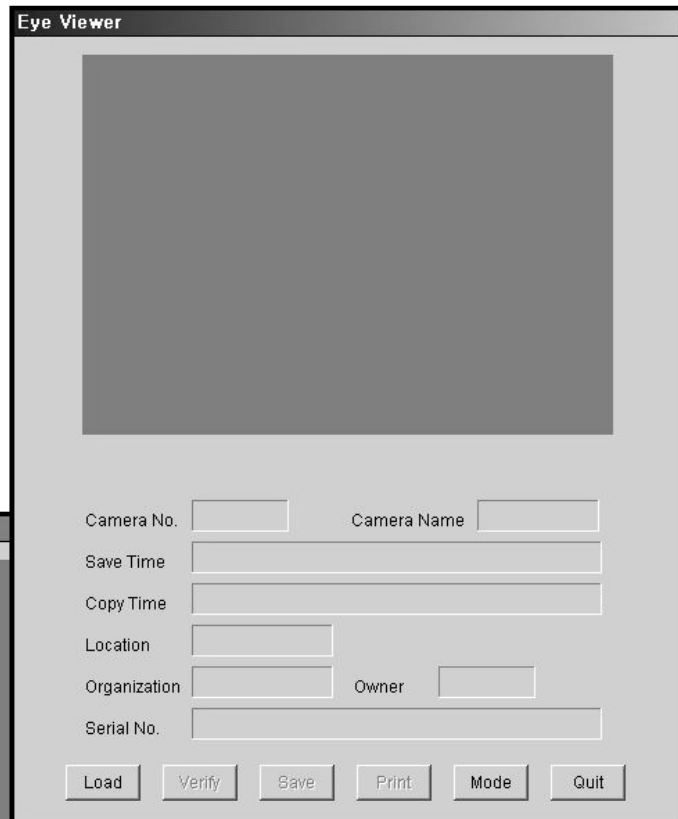 Eye Viewer
Camera No. Camera Name
Save Time
Copy Time
Location
Organization Owner
Serial No.
Load Verify Save Print Mode Quit